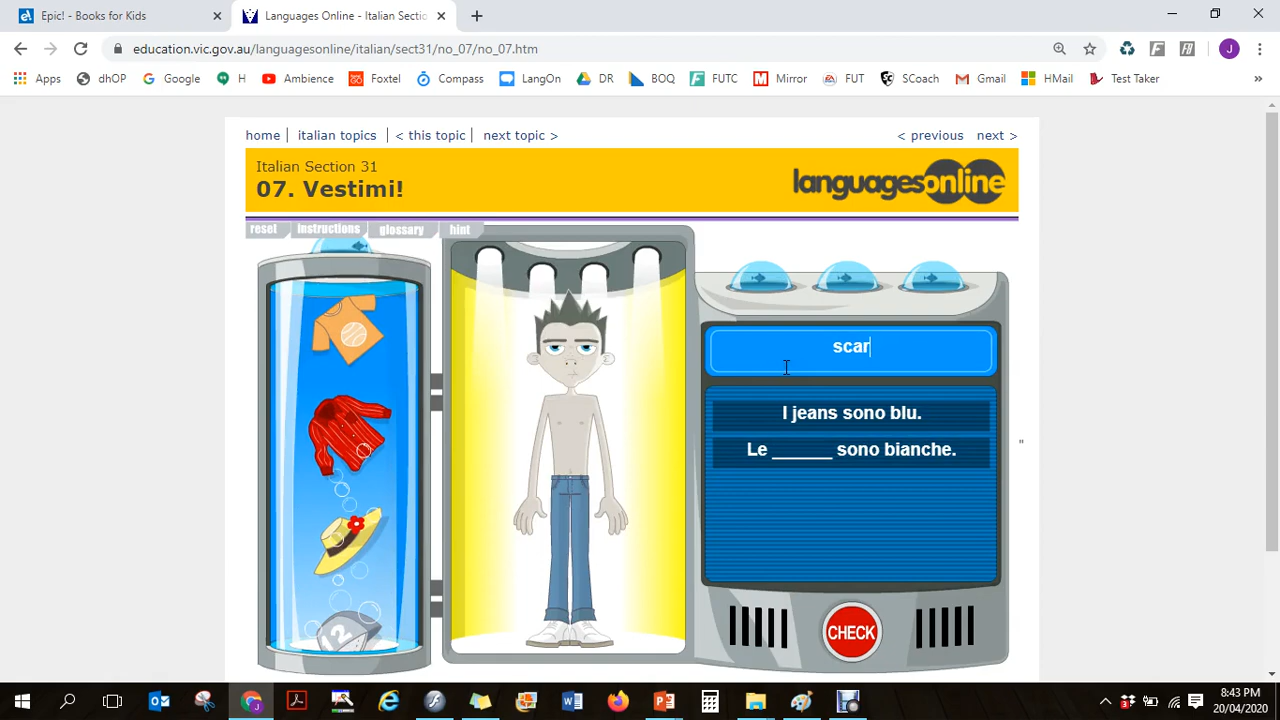 Epic! - Books for Kids
Languages Online - Italian Sectio
education.vic.gov.au/languagesonline/italian/sect31/no_07/no_07.htm
J
Apps dhOP Google H Ambience Foxtel Compass LangOn DR BOQ FUTC Mirror FUT SCoach Gmail HMail Test Taker »
home | italian topics | < this topic | next topic >
< previous | next >
Italian Section 31
07. Vestimi!
languagesonline
reset instructions glossary hint
scar
I jeans sono blu.
Le ______ sono bianche.
"
12
CHECK
8:43 PM
20/04/2020